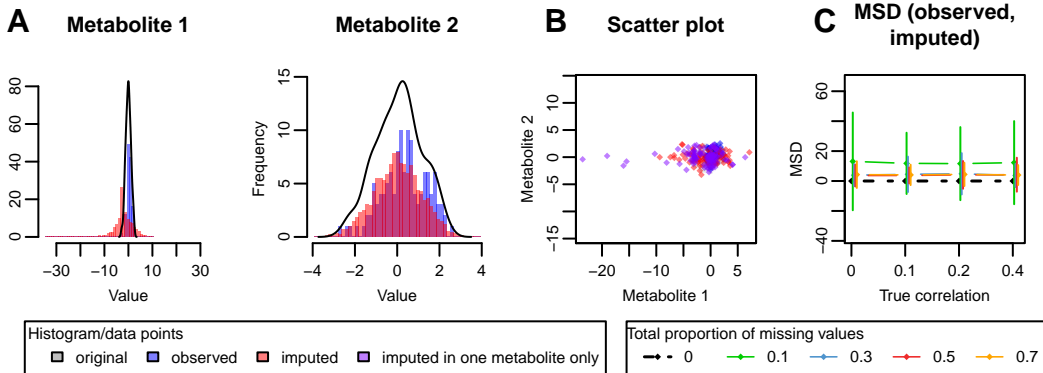 A
Metabolite 1
Metabolite 2
B
Scatter plot
C
MSD (observed,
imputed)
0 20 40 60 80
−30 −10 10 30
Value
Frequency
0 5 10 15
−4 −2 0 2 4
Value
Metabolite 2
−15 −5 0 5 10
−20 −10 0 5
Metabolite 1
MSD
−40 0 20 60
0 0.1 0.2 0.4
True correlation
Histogram/data points
original observed imputed imputed in one metabolite only
Total proportion of missing values
0 0.1 0.3 0.5 0.7